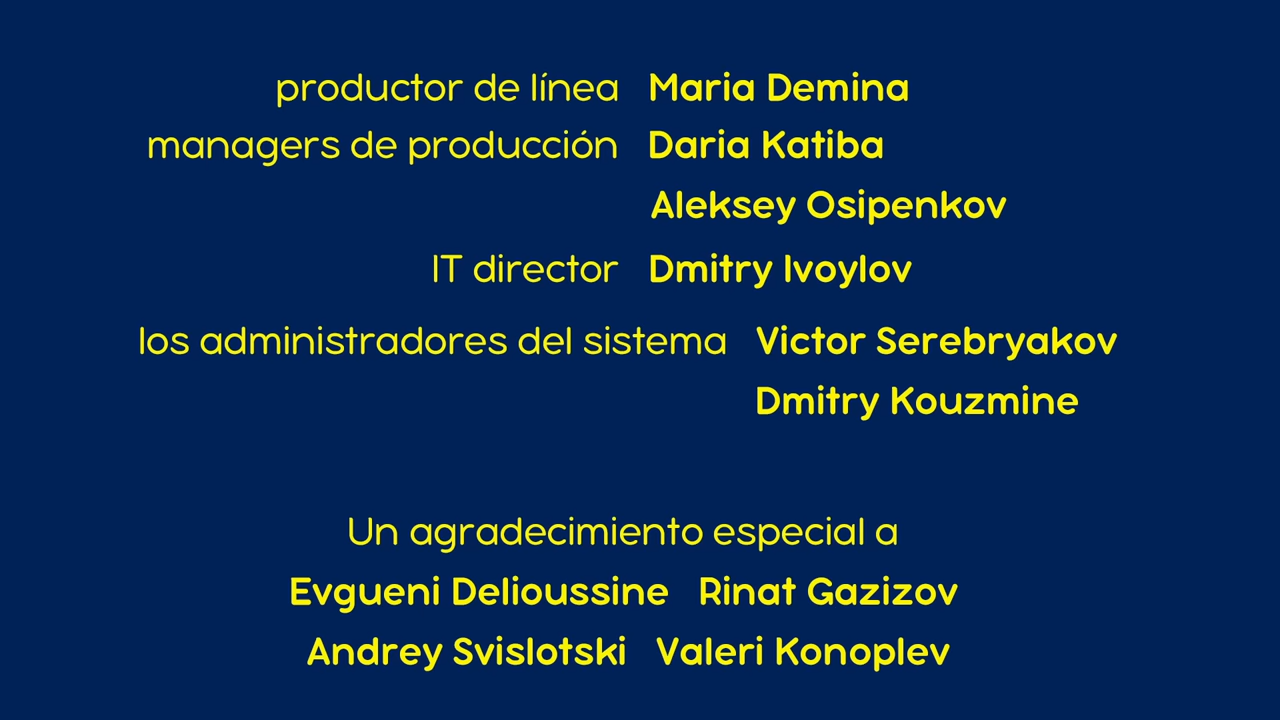 productor de línea Maria Demina
managers de producción Daria Katiba
Aleksey Osipenkov
IT director Dmitry Ivoylov
los administradores del sistema Victor Serebryakov
Dmitry Kouzmine
Un agradecimiento especial a
Evgueni Delioussine Rinat Gazizov
Andrey Svislotski Valeri Konoplev